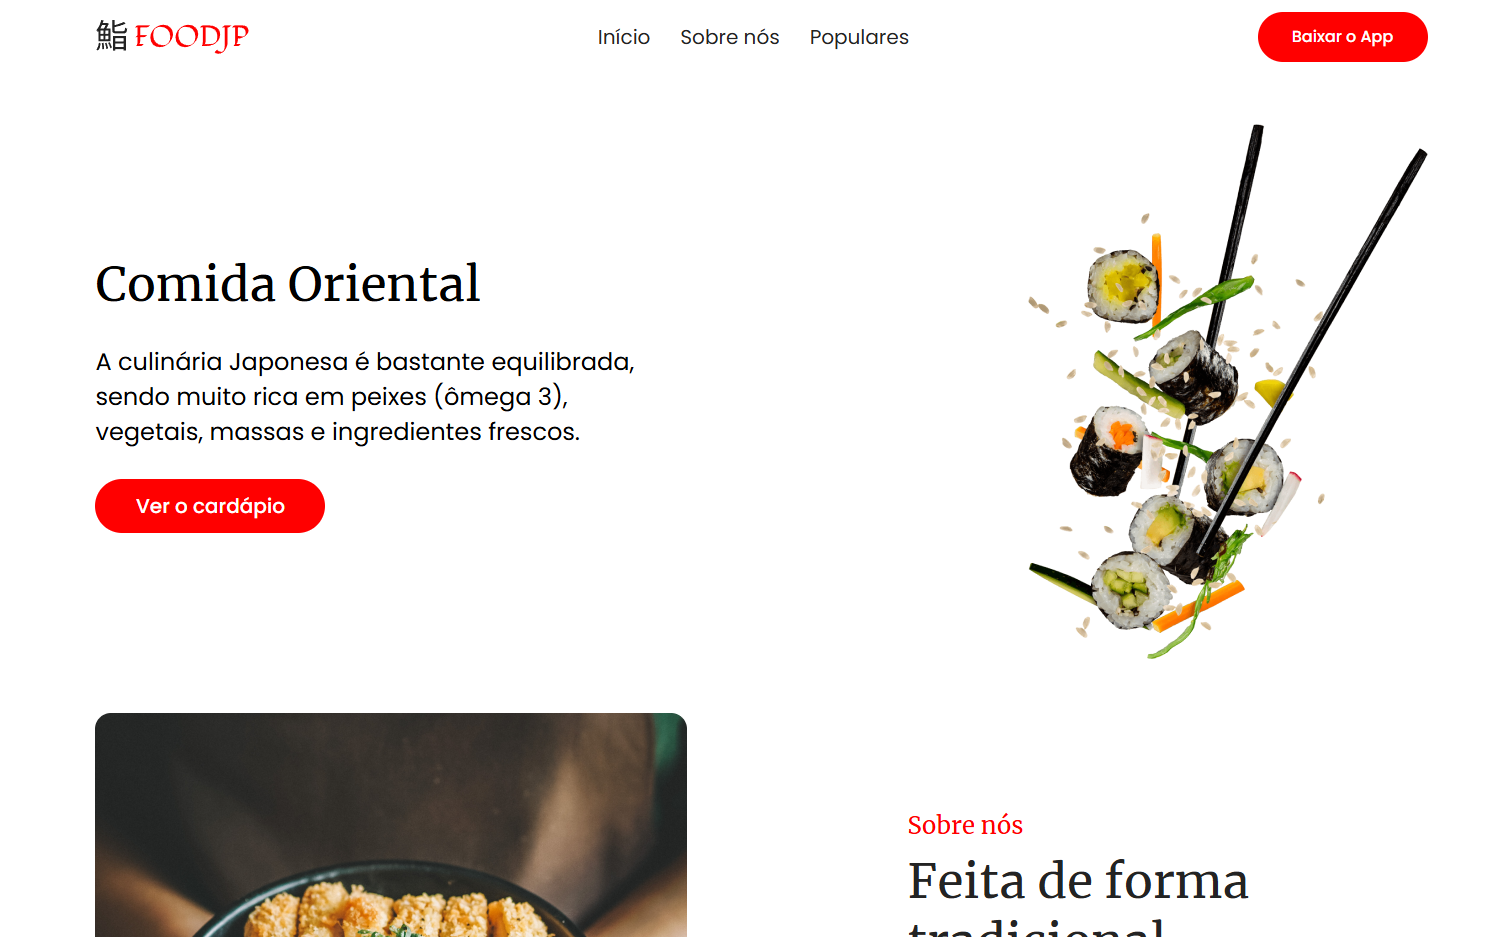 鮨 FOODJP
Início Sobre nós Populares
Baixar o App
Comida Oriental
A culinária Japonesa é bastante equilibrada,
sendo muito rica em peixes (ômega 3),
vegetais, massas e ingredientes frescos.
Ver o cardápio
Sobre nós
Feita de forma
tradicional